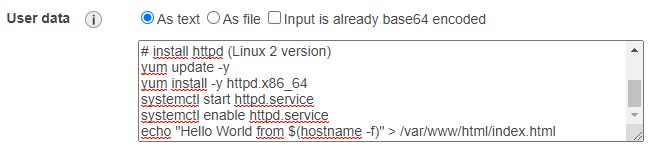 User data
As text As file Input is already base64 encoded
# install httpd (Linux 2 version)
yum update -y
yum install -y httpd.x86_64
systemctl start httpd.service
systemctl enable httpd.service
echo "Hello World from $(hostname -f)" > /var/www/html/index.html